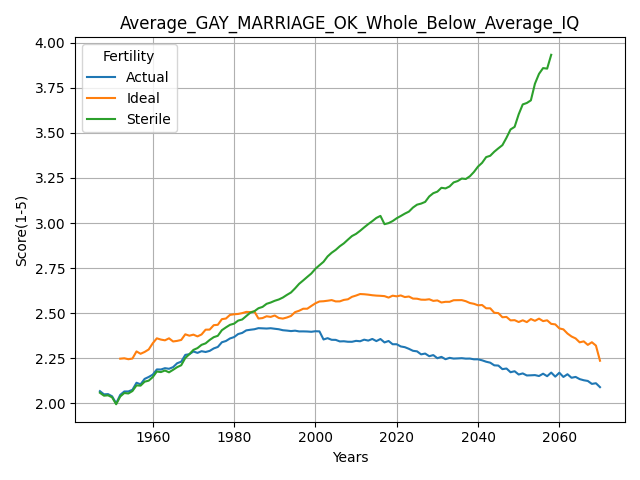 Average_GAY_MARRIAGE_OK_Whole_Below_Average_IQ
4.00
3.75
3.50
3.25
3.00
2.75
2.50
2.25
2.00
Score(1-5)
Fertility
Actual
Ideal
Sterile
1960 1980 2000 2020 2040 2060
Years